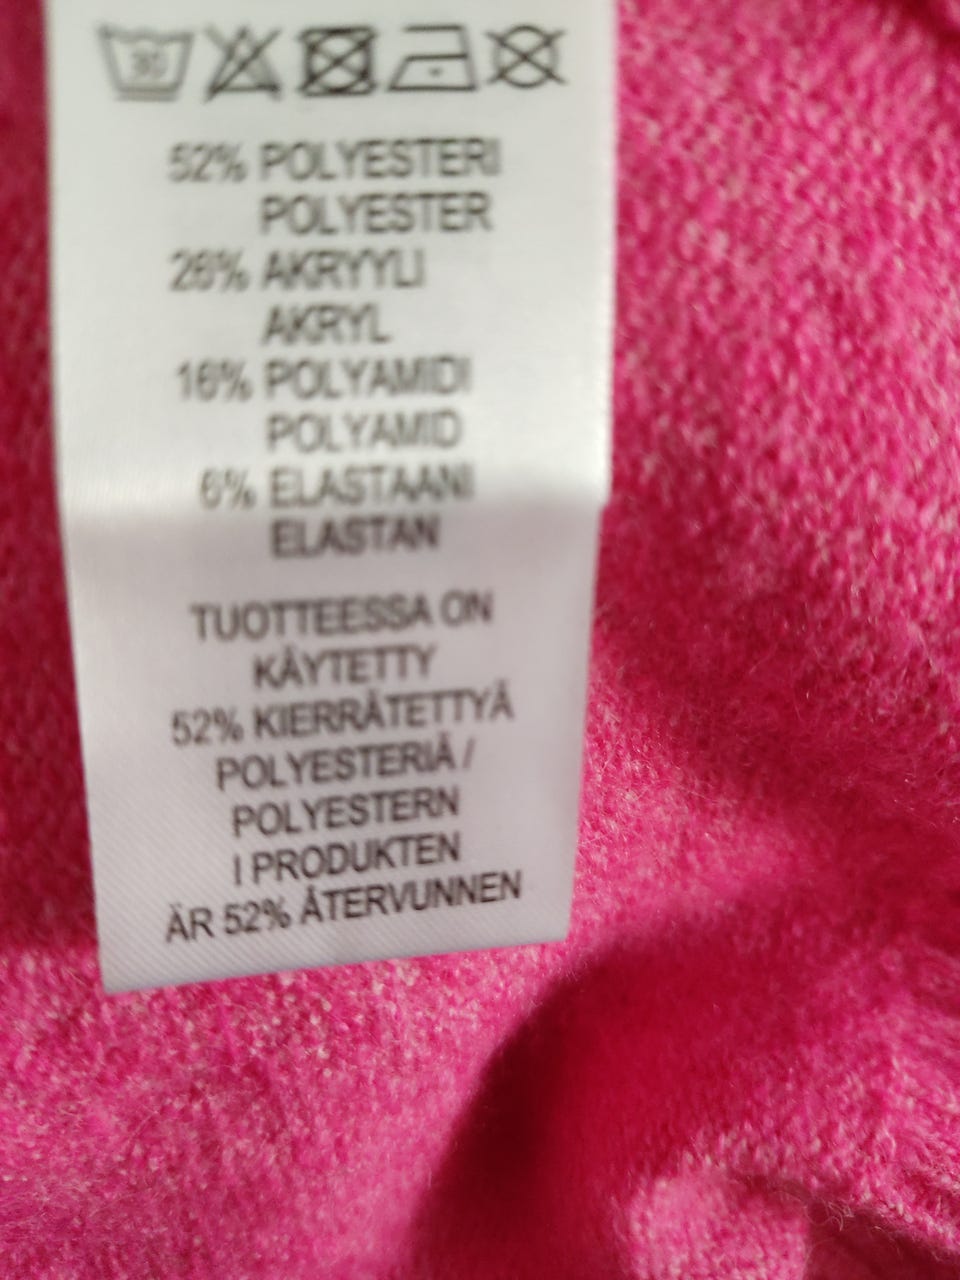 30
52% POLYESTERI
POLYESTER
26% AKRYYLI
AKRYL
16% POLYAMIDI
POLYAMID
6% ELASTAANI
ELASTAN
TUOTTEESSA ON
KÄYTETTY
52% KIERRÄTETTYÄ
POLYESTERIÄ /
POLYESTERN
I PRODUKTEN
ÄR 52% ÅTERVUNNEN